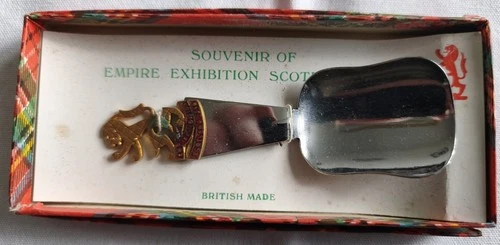 SOUVENIR OF
EMPIRE EXHIBITION SCOT
BRITISH MADE